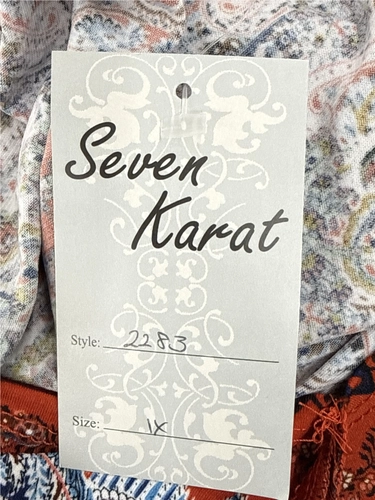 Seven
Karat
Style: 2283
Size: 1X